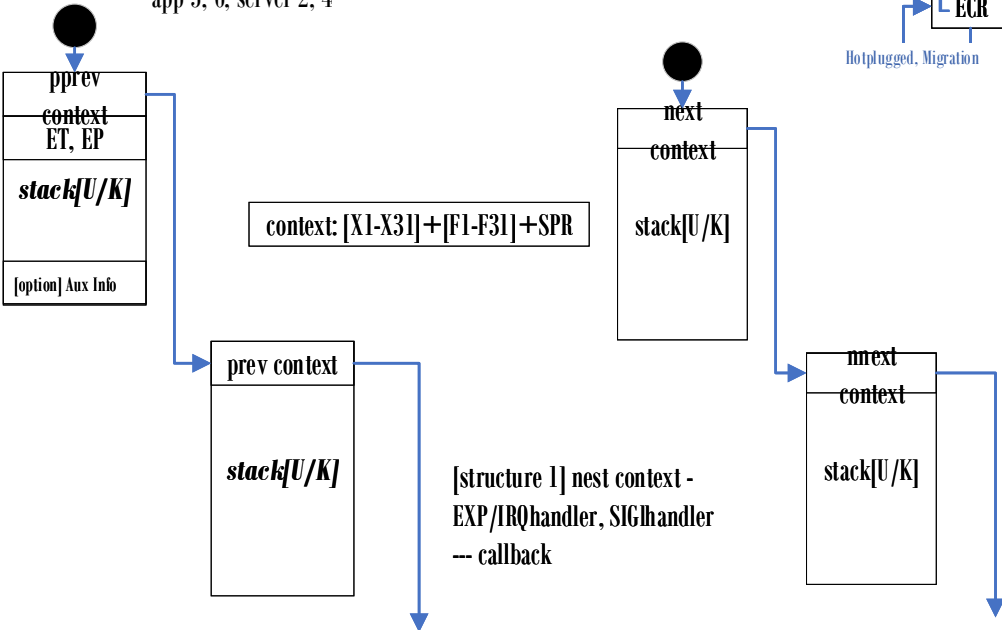 app 5, 6, server 2, 4
ECR
Hotplugged, Migration
pprev
context
ET, EP
stack[U/K]
[option] Aux Info
next
context
stack[U/K]
context: [X1-X31]+[F1-F31]+SPR
prev context
stack[U/K]
nnext
context
stack[U/K]
[structure 1] nest context -
EXP/IRQhandler, SIGIhandler
--- callback